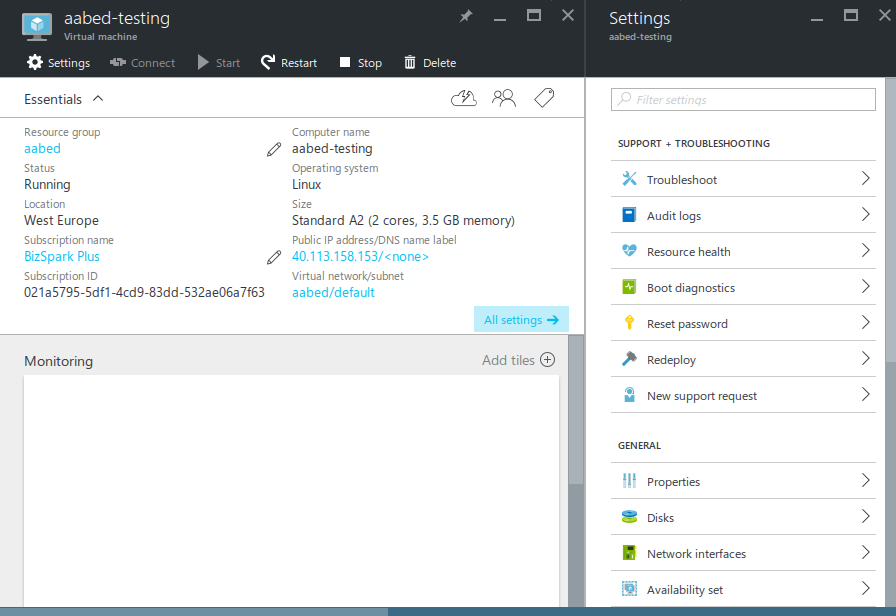 aabed-testing
Virtual machine
Settings
Connect
Start
Restart
Stop
Delete
Essentials
Resource group
aabed
Status
Running
Location
West Europe
Subscription name
BizSpark Plus
Subscription ID
021a5795-5df1-4cd9-83dd-532ae06a7f63
Computer name
aabed-testing
Operating system
Linux
Size
Standard A2 (2 cores, 3.5 GB memory)
Public IP address/DNS name label
40.113.158.153/<none>
Virtual network/subnet
aabed/default
All settings
Monitoring
Add tiles
Settings
aabed-testing
Filter settings
SUPPORT + TROUBLESHOOTING
Troubleshoot
Audit logs
Resource health
Boot diagnostics
Reset password
Redeploy
New support request
GENERAL
Properties
Disks
Network interfaces
Availability set